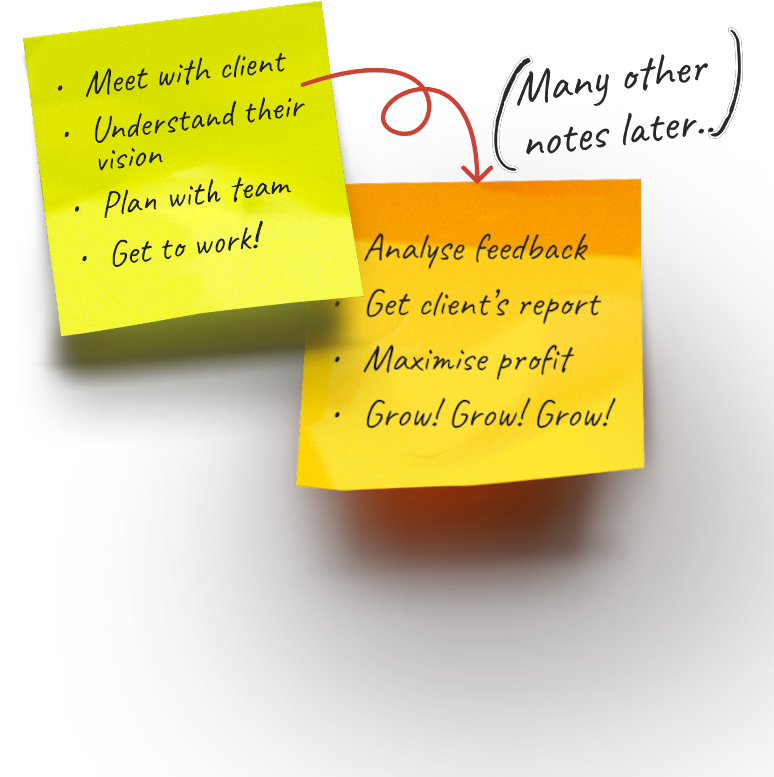 • Meet with client
• Understand their
vision
• Plan with team
• Get to work!
(Many other
notes later..)
Analyse feedback
• Get client's report
• Maximise profit
• Grow! Grow! Grow!